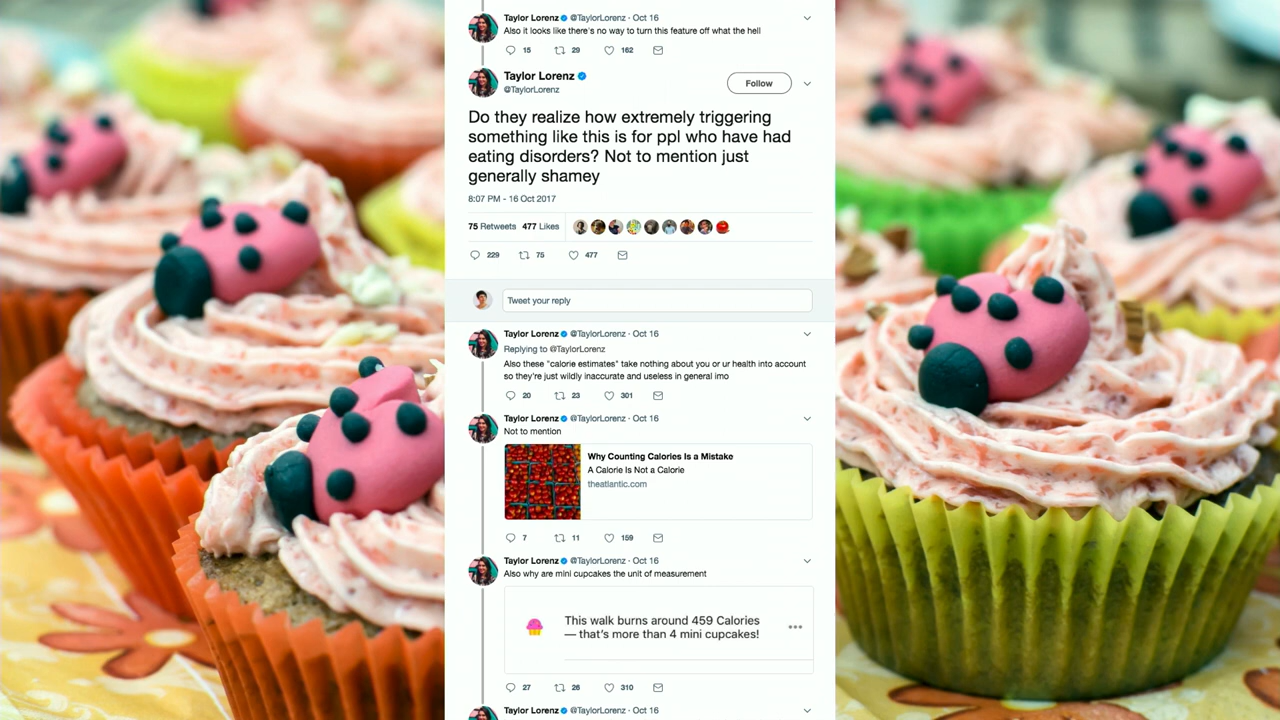 Taylor Lorenz @TaylorLorenz · Oct 16
Also it looks like there's no way to turn this feature off what the hell
15 29 162
Taylor Lorenz
@TaylorLorenz
Follow
Do they realize how extremely triggering
something like this is for ppl who have had
eating disorders? Not to mention just
generally shamey
8:07 PM - 16 Oct 2017
75 Retweets 477 Likes
229 75 477
Tweet your reply
Taylor Lorenz @TaylorLorenz · Oct 16
Replying to @TaylorLorenz
Also these "calorie estimates" take nothing about you or ur health into account
so they're just wildly inaccurate and useless in general imo
20 23 301
Taylor Lorenz @TaylorLorenz · Oct 16
Not to mention
Why Counting Calories Is a Mistake
A Calorie Is Not a Calorie
theatlantic.com
7 11 159
Taylor Lorenz @TaylorLorenz · Oct 16
Also why are mini cupcakes the unit of measurement
This walk burns around 459 Calories
— that's more than 4 mini cupcakes!
27 26 310
Taylor Lorenz @TaylorLorenz · Oct 16